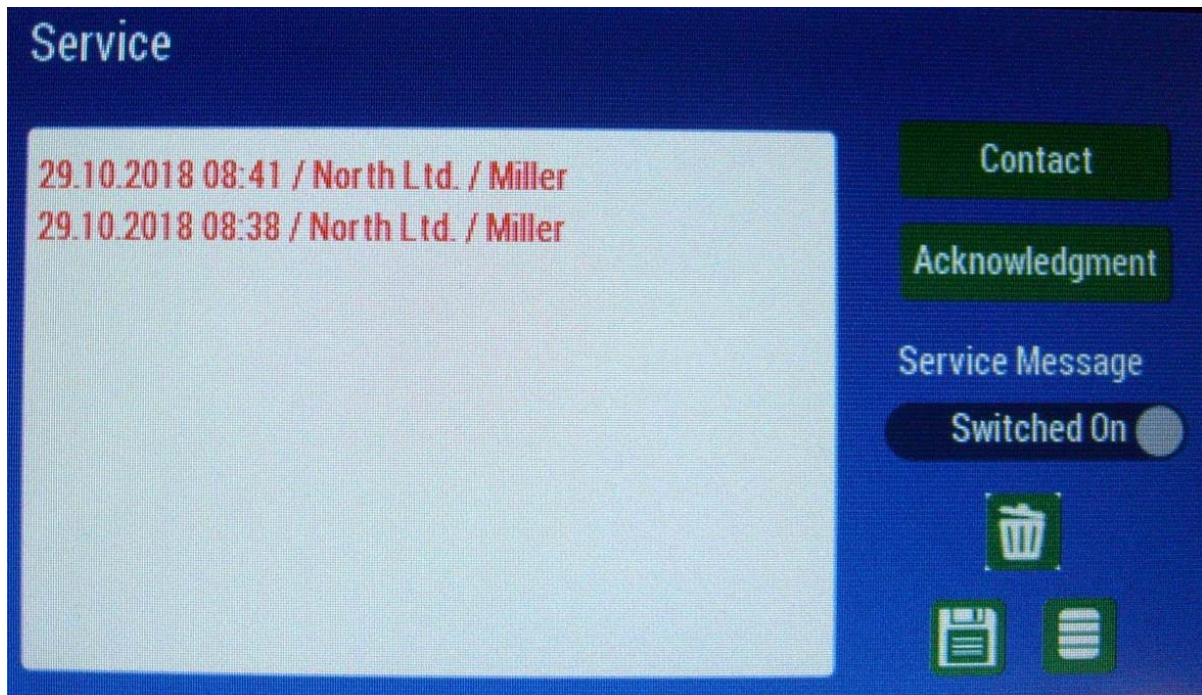 Service
29.10.2018 08:41 / North Ltd. / Miller
29.10.2018 08:38 / North Ltd. / Miller
Contact
Acknowledgment
Service Message
Switched On